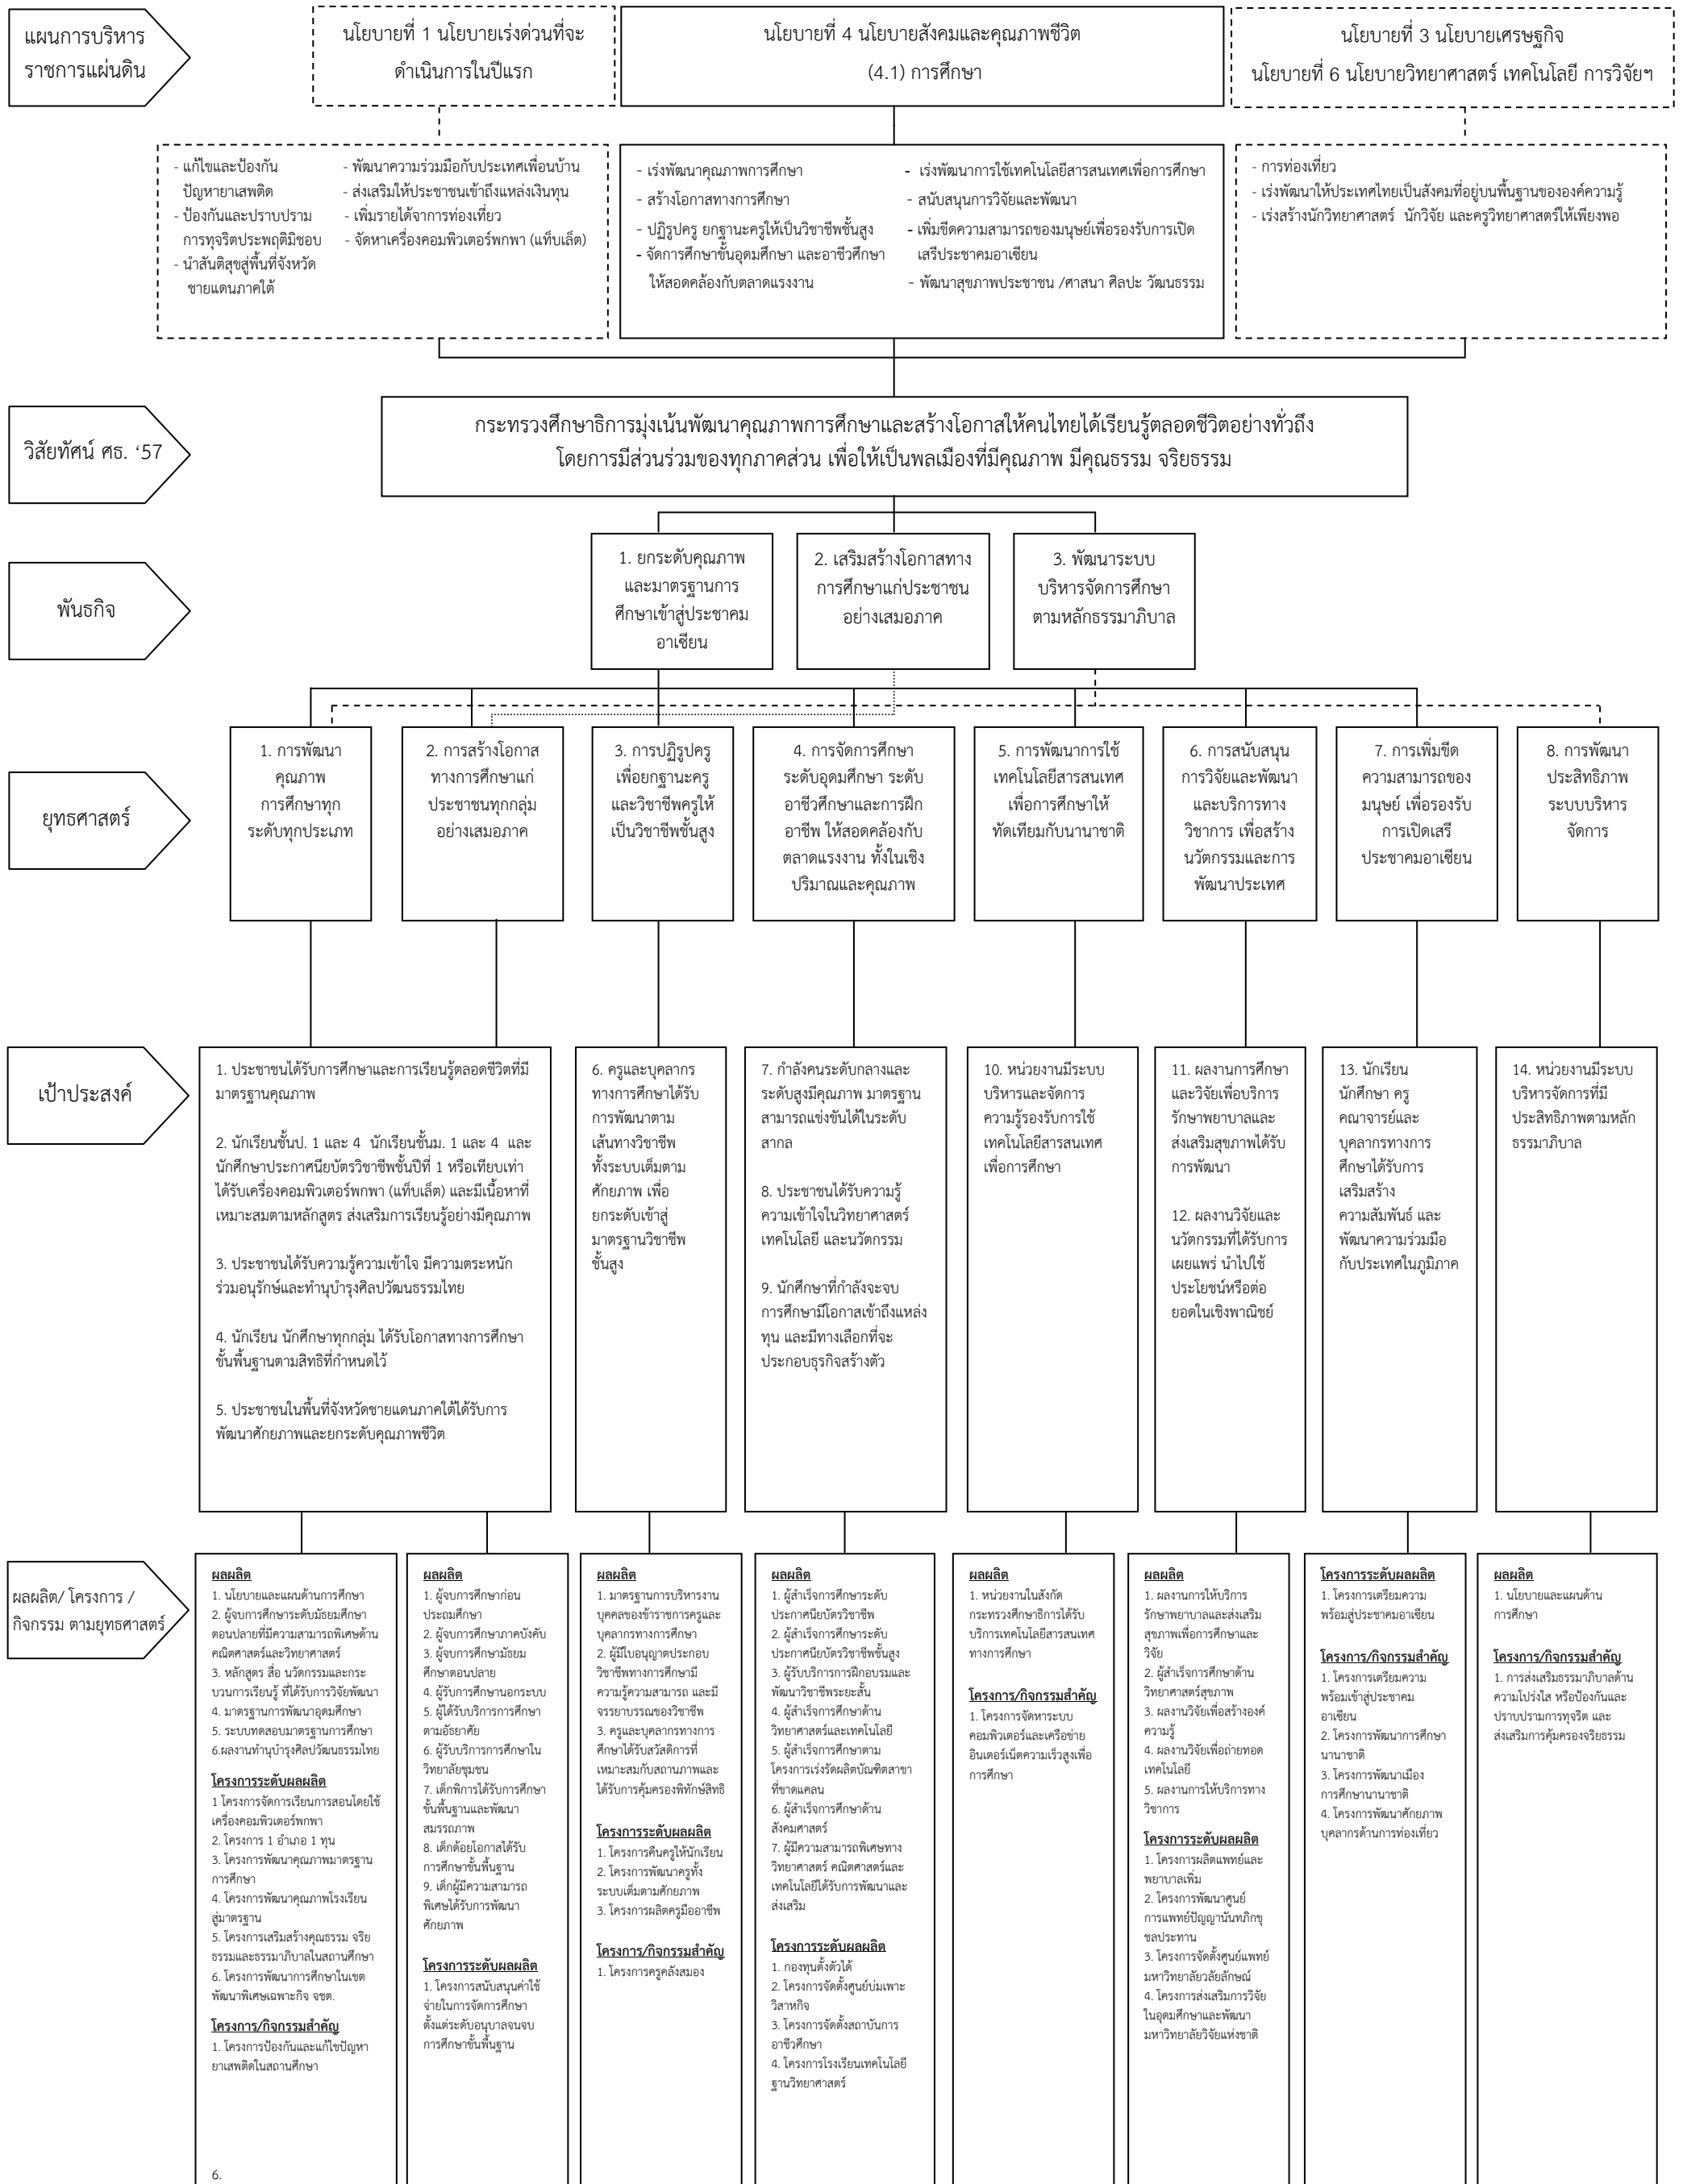 แผนการบริหาร
ราชการแผ่นดิน
นโยบายที่ 1 นโยบายเร่งด่วนที่จะ
ดำเนินการในปีแรก
นโยบายที่ 4 นโยบายสังคมและคุณภาพชีวิต
(4.1) การศึกษา
นโยบายที่ 3 นโยบายเศรษฐกิจ
นโยบายที่ 6 นโยบายวิทยาศาสตร์ เทคโนโลยี การวิจัยฯ
- แก้ไขและป้องกัน
ปัญหายาเสพติด
- ป้องกันและปราบปราม
การทุจริตประพฤติมิชอบ
- นำสันติสุขสู่พื้นที่จังหวัด
ชายแดนภาคใต้
- พัฒนาความร่วมมือกับประเทศเพื่อนบ้าน
- ส่งเสริมให้ประชาชนเข้าถึงแหล่งเงินทุน
- เพิ่มรายได้จาการท่องเที่ยว
- จัดหาเครื่องคอมพิวเตอร์พกพา (แท็บเล็ต)
- เร่งพัฒนาคุณภาพการศึกษา
- สร้างโอกาสทางการศึกษา
- ปฏิรูปครู ยกฐานะครูให้เป็นวิชาชีพชั้นสูง
- จัดการศึกษาขั้นอุดมศึกษา และอาชีวศึกษา
ให้สอดคล้องกับตลาดแรงงาน
- เร่งพัฒนาการใช้เทคโนโลยีสารสนเทศเพื่อการศึกษา
- สนับสนุนการวิจัยและพัฒนา
- เพิ่มขีดความสามารถของมนุษย์เพื่อรองรับการเปิด
เสรีประชาคมอาเซียน
- พัฒนาสุขภาพประชาชน /ศาสนา ศิลปะ วัฒนธรรม
- การท่องเที่ยว
- เร่งพัฒนาให้ประเทศไทยเป็นสังคมที่อยู่บนพื้นฐานขององค์ความรู้
- เร่งสร้างนักวิทยาศาสตร์ นักวิจัย และครูวิทยาศาสตร์ให้เพียงพอ
วิสัยทัศน์ ศธ. ‘57
กระทรวงศึกษาธิการมุ่งเน้นพัฒนาคุณภาพการศึกษาและสร้างโอกาสให้คนไทยได้เรียนรู้ตลอดชีวิตอย่างทั่วถึง
โดยการมีส่วนร่วมของทุกภาคส่วน เพื่อให้เป็นพลเมืองที่มีคุณภาพ มีคุณธรรม จริยธรรม
พันธกิจ
1. ยกระดับคุณภาพ
และมาตรฐานการ
ศึกษาเข้าสู่ประชาคม
อาเซียน
2. เสริมสร้างโอกาสทาง
การศึกษาแก่ประชาชน
อย่างเสมอภาค
3. พัฒนาระบบ
บริหารจัดการศึกษา
ตามหลักธรรมาภิบาล
ยุทธศาสตร์
1. การพัฒนา
คุณภาพ
การศึกษาทุก
ระดับทุกประเภท
2. การสร้างโอกาส
ทางการศึกษาแก่
ประชาชนทุกกลุ่ม
อย่างเสมอภาค
3. การปฏิรูปครู
เพื่อยกฐานะครู
และวิชาชีพครูให้
เป็นวิชาชีพชั้นสูง
4. การจัดการศึกษา
ระดับอุดมศึกษา ระดับ
อาชีวศึกษาและการฝึก
อาชีพ ให้สอดคล้องกับ
ตลาดแรงงาน ทั้งในเชิง
ปริมาณและคุณภาพ
5. การพัฒนาการใช้
เทคโนโลยีสารสนเทศ
เพื่อการศึกษาให้
ทัดเทียมกับนานาชาติ
6. การสนับสนุน
การวิจัยและพัฒนา
และบริการทาง
วิชาการ เพื่อสร้าง
นวัตกรรมและการ
พัฒนาประเทศ
7. การเพิ่มขีด
ความสามารถของ
มนุษย์ เพื่อรองรับ
การเปิดเสรี
ประชาคมอาเซียน
8. การพัฒนา
ประสิทธิภาพ
ระบบบริหาร
จัดการ
เป้าประสงค์
1. ประชาชนได้รับการศึกษาและการเรียนรู้ตลอดชีวิตที่มี
มาตรฐานคุณภาพ
2. นักเรียนชั้นป. 1 และ 4 นักเรียนชั้นม. 1 และ 4 และ
นักศึกษาประกาศนียบัตรวิชาชีพชั้นปีที่ 1 หรือเทียบเท่า
ได้รับเครื่องคอมพิวเตอร์พกพา (แท็บเล็ต) และมีเนื้อหาที่
เหมาะสมตามหลักสูตร ส่งเสริมการเรียนรู้อย่างมีคุณภาพ
3. ประชาชนได้รับความรู้ความเข้าใจ มีความตระหนัก
ร่วมอนุรักษ์และทำนุบำรุงศิลปวัฒนธรรมไทย
4. นักเรียน นักศึกษาทุกกลุ่ม ได้รับโอกาสทางการศึกษา
ขั้นพื้นฐานตามสิทธิที่กำหนดไว้
5. ประชาชนในพื้นที่จังหวัดชายแดนภาคใต้ได้รับการ
พัฒนาศักยภาพและยกระดับคุณภาพชีวิต
6. ครูและบุคลากร
ทางการศึกษาได้รับ
การพัฒนาตาม
เส้นทางวิชาชีพ
ทั้งระบบเต็มตาม
ศักยภาพ เพื่อ
ยกระดับเข้าสู่
มาตรฐานวิชาชีพ
ชั้นสูง
7. กำลังคนระดับกลางและ
ระดับสูงมีคุณภาพ มาตรฐาน
สามารถแข่งขันได้ในระดับ
สากล
8. ประชาชนได้รับความรู้
ความเข้าใจในวิทยาศาสตร์
เทคโนโลยี และนวัตกรรม
9. นักศึกษาที่กำลังจะจบ
การศึกษามีโอกาสเข้าถึงแหล่ง
ทุน และมีทางเลือกที่จะ
ประกอบธุรกิจสร้างตัว
10. หน่วยงานมีระบบ
บริหารและจัดการ
ความรู้รองรับการใช้
เทคโนโลยีสารสนเทศ
เพื่อการศึกษา
11. ผลงานการศึกษา
และวิจัยเพื่อบริการ
รักษาพยาบาลและ
ส่งเสริมสุขภาพได้รับ
การพัฒนา
12. ผลงานวิจัยและ
นวัตกรรมที่ได้รับการ
เผยแพร่ นำไปใช้
ประโยชน์หรือต่อ
ยอดในเชิงพาณิชย์
13. นักเรียน
นักศึกษา ครู
คณาจารย์และ
บุคลากรทางการ
ศึกษาได้รับการ
เสริมสร้าง
ความสัมพันธ์ และ
พัฒนาความร่วมมือ
กับประเทศในภูมิภาค
14. หน่วยงานมีระบบ
บริหารจัดการที่มี
ประสิทธิภาพตามหลัก
ธรรมาภิบาล
ผลผลิต/ โครงการ /
กิจกรรม ตามยุทธศาสตร์
ผลผลิต
1. นโยบายและแผนด้านการศึกษา
2. ผู้จบการศึกษาระดับมัธยมศึกษา
ตอนปลายที่มีความสามารถพิเศษด้าน
คณิตศาสตร์และวิทยาศาสตร์
3. หลักสูตร สื่อ นวัตกรรมและกระ
บวนการเรียนรู้ ที่ได้รับการวิจัยพัฒนา
4. มาตรฐานการพัฒนาอุดมศึกษา
5. ระบบทดสอบมาตรฐานการศึกษา
6.ผลงานทำนุบำรุงศิลปวัฒนธรรมไทย
โครงการระดับผลผลิต
1 โครงการจัดการเรียนการสอนโดยใช้
เครื่องคอมพิวเตอร์พกพา
2. โครงการ 1 อำเภอ 1 ทุน
3. โครงการพัฒนาคุณภาพมาตรฐาน
การศึกษา
4. โครงการพัฒนาคุณภาพโรงเรียน
สู่มาตรฐาน
5. โครงการเสริมสร้างคุณธรรม จริย
ธรรมและธรรมาภิบาลในสถานศึกษา
6. โครงการพัฒนาการศึกษาในเขต
พัฒนาพิเศษเฉพาะกิจ จชต.
โครงการ/กิจกรรมสำคัญ
1. โครงการป้องกันและแก้ไขปัญหา
ยาเสพติดในสถานศึกษา
6.
ผลผลิต
1. ผู้จบการศึกษาก่อน
ประถมศึกษา
2. ผู้จบการศึกษาภาคบังคับ
3. ผู้จบการศึกษามัธยม
ศึกษาตอนปลาย
4. ผู้รับการศึกษานอกระบบ
5. ผู้ได้รับบริการการศึกษา
ตามอัธยาศัย
6. ผู้รับบริการการศึกษาใน
วิทยาลัยชุมชน
7. เด็กพิการได้รับการศึกษา
ขั้นพื้นฐานและพัฒนา
สมรรถภาพ
8. เด็กด้อยโอกาสได้รับ
การศึกษาขั้นพื้นฐาน
9. เด็กผู้มีความสามารถ
พิเศษได้รับการพัฒนา
ศักยภาพ
โครงการระดับผลผลิต
1. โครงการสนับสนุนค่าใช้
จ่ายในการจัดการศึกษา
ตั้งแต่ระดับอนุบาลจนจบ
การศึกษาขั้นพื้นฐาน
ผลผลิต
1. มาตรฐานการบริหารงาน
บุคคลของข้าราชการครูและ
บุคลากรทางการศึกษา
2. ผู้มีใบอนุญาตประกอบ
วิชาชีพทางการศึกษามี
ความรู้ความสามารถ และมี
จรรยาบรรณของวิชาชีพ
3. ครูและบุคลากรทางการ
ศึกษาได้รับสวัสดิการที่
เหมาะสมกับสถานภาพและ
ได้รับการคุ้มครองพิทักษ์สิทธิ
โครงการระดับผลผลิต
1. โครงการคืนครูให้นักเรียน
2. โครงการพัฒนาครูทั้ง
ระบบเต็มตามศักยภาพ
3. โครงการผลิตครูมืออาชีพ
โครงการ/กิจกรรมสำคัญ
1. โครงการครูคลังสมอง
ผลผลิต
1. ผู้สำเร็จการศึกษาระดับ
ประกาศนียบัตรวิชาชีพ
2. ผู้สำเร็จการศึกษาระดับ
ประกาศนียบัตรวิชาชีพชั้นสูง
3. ผู้รับบริการการฝึกอบรมและ
พัฒนาวิชาชีพระยะสั้น
4. ผู้สำเร็จการศึกษาด้าน
วิทยาศาสตร์และเทคโนโลยี
5. ผู้สำเร็จการศึกษาตาม
โครงการเร่งรัดผลิตบัณฑิตสาขา
ที่ขาดแคลน
6. ผู้สำเร็จการศึกษาด้าน
สังคมศาสตร์
7. ผู้มีความสามารถพิเศษทาง
วิทยาศาสตร์ คณิตศาสตร์และ
เทคโนโลยีได้รับการพัฒนาและ
ส่งเสริม
โครงการระดับผลผลิต
1. กองทุนตั้งตัวได้
2. โครงการจัดตั้งศูนย์บ่มเพาะ
วิสาหกิจ
3. โครงการจัดตั้งสถาบันการ
อาชีวศึกษา
4. โครงการโรงเรียนเทคโนโลยี
ฐานวิทยาศาสตร์
ผลผลิต
1. หน่วยงานในสังกัด
กระทรวงศึกษาธิการได้รับ
บริการเทคโนโลยีสารสนเทศ
ทางการศึกษา
โครงการ/กิจกรรมสำคัญ
1. โครงการจัดหาระบบ
คอมพิวเตอร์และเครือข่าย
อินเตอร์เน็ตความเร็วสูงเพื่อ
การศึกษา
ผลผลิต
1. ผลงานการให้บริการ
รักษาพยาบาลและส่งเสริม
สุขภาพเพื่อการศึกษาและ
วิจัย
2. ผู้สำเร็จการศึกษาด้าน
วิทยาศาสตร์สุขภาพ
3. ผลงานวิจัยเพื่อสร้างองค์
ความรู้
4. ผลงานวิจัยเพื่อถ่ายทอด
เทคโนโลยี
5. ผลงานการให้บริการทาง
วิชาการ
โครงการระดับผลผลิต
1. โครงการผลิตแพทย์และ
พยาบาลเพิ่ม
2. โครงการพัฒนาศูนย์
การแพทย์ปัญญานันทภิกขุ
ชลประทาน
3. โครงการจัดตั้งศูนย์แพทย์
มหาวิทยาลัยวลัยลักษณ์
4. โครงการส่งเสริมการวิจัย
ในอุดมศึกษาและพัฒนา
มหาวิทยาลัยวิจัยแห่งชาติ
โครงการระดับผลผลิต
1. โครงการเตรียมความ
พร้อมสู่ประชาคมอาเซียน
โครงการ/กิจกรรมสำคัญ
1. โครงการเตรียมความ
พร้อมเข้าสู่ประชาคม
อาเซียน
2. โครงการพัฒนาการศึกษา
นานาชาติ
3. โครงการพัฒนาเมือง
การศึกษานานาชาติ
4. โครงการพัฒนาศักยภาพ
บุคลากรด้านการท่องเที่ยว
ผลผลิต
1. นโยบายและแผนด้าน
การศึกษา
โครงการ/กิจกรรมสำคัญ
1. การส่งเสริมธรรมาภิบาลด้าน
ความโปร่งใส หรือป้องกันและ
ปราบปรามการทุจริต และ
ส่งเสริมการคุ้มครองจริยธรรม